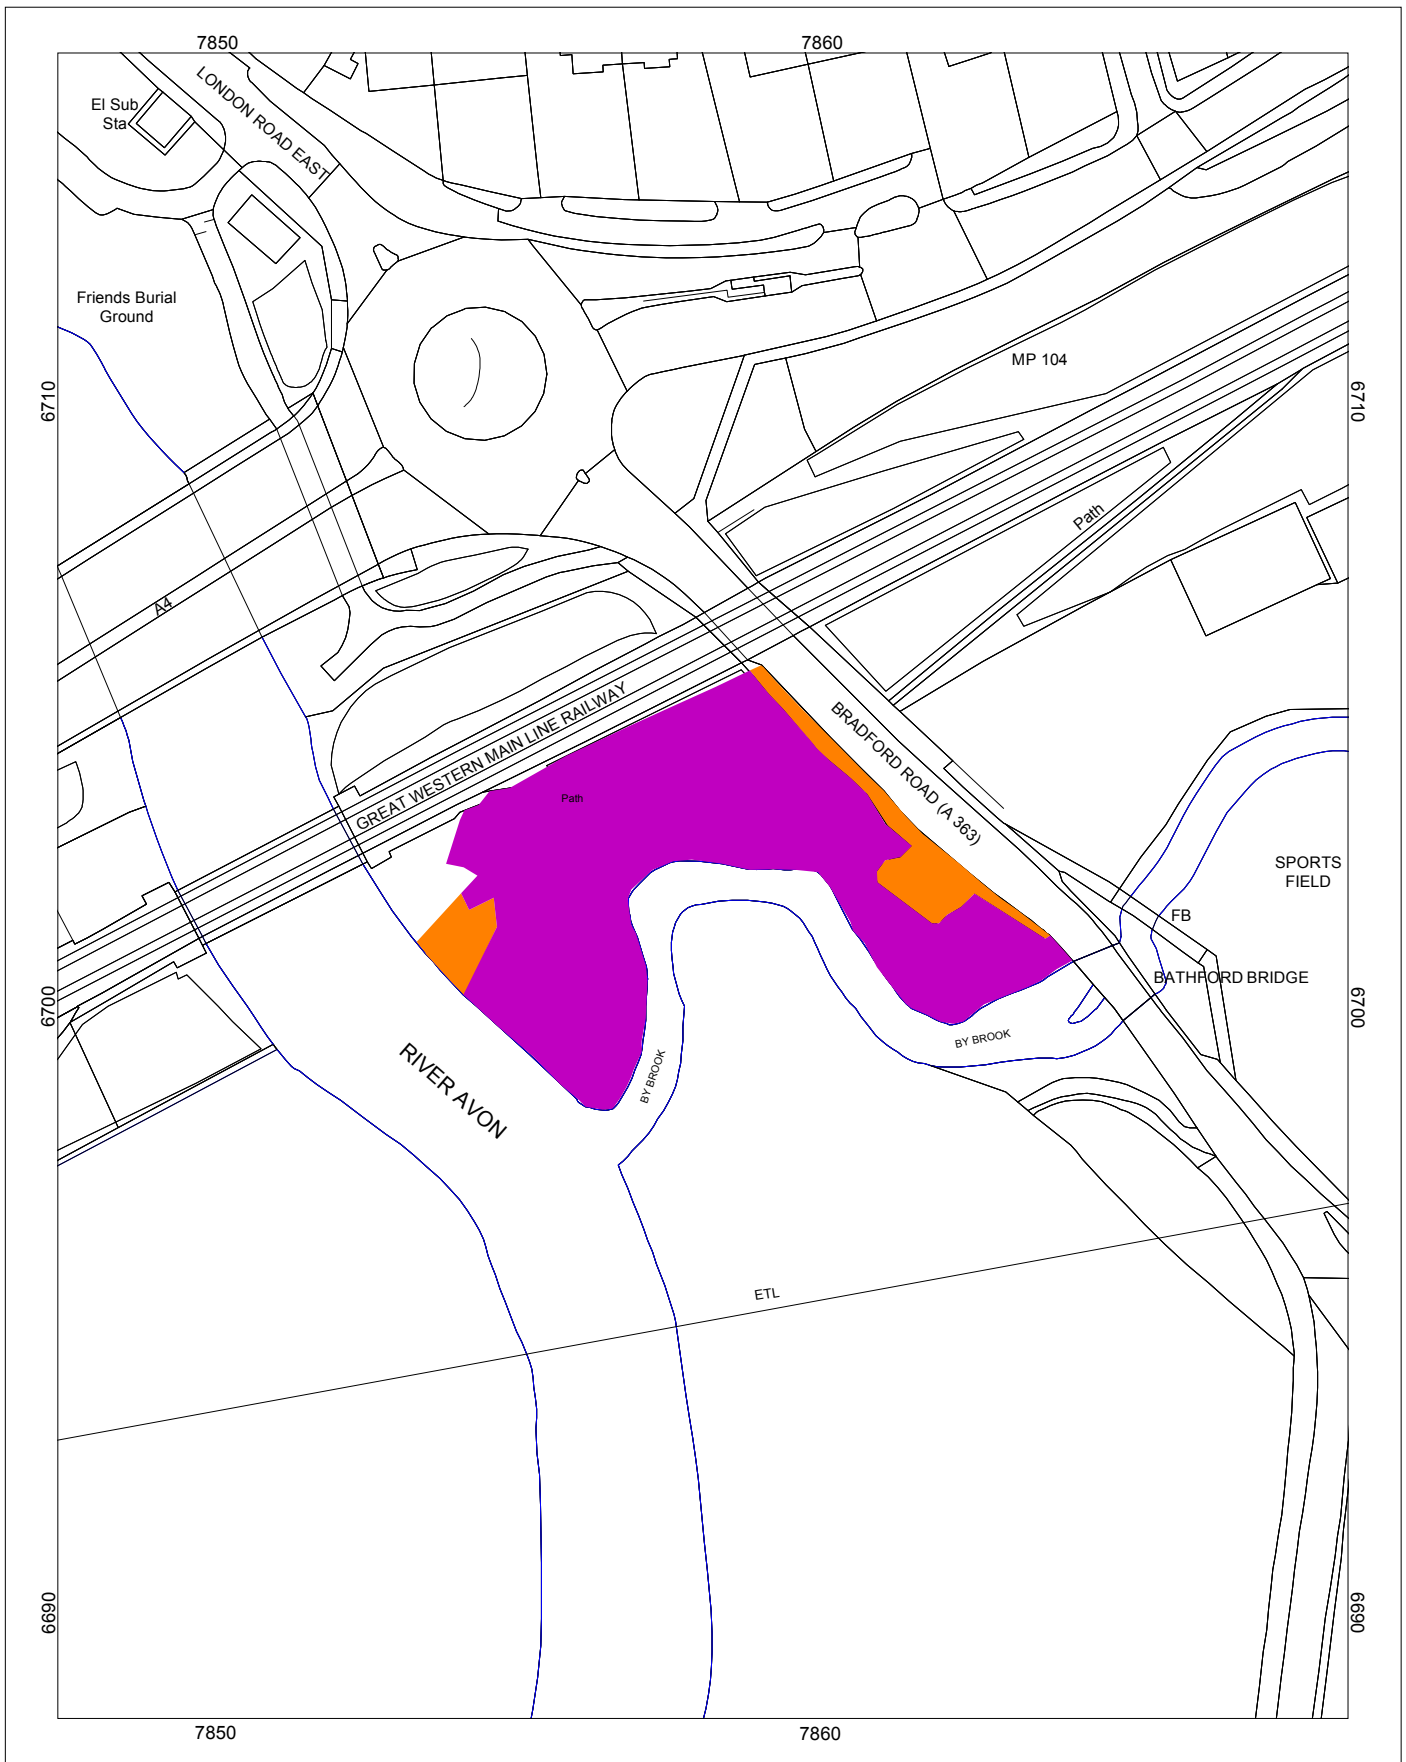 7850
7860
LONDON ROAD EAST
El Sub
Sta
Friends Burial
Ground
MP 104
6710
6710
Path
A4
GREAT WESTERN MAIN LINE RAILWAY
BRADFORD ROAD (A 363)
Path
SPORTS
FIELD
FB
BATHFORD BRIDGE
6700
6700
BY BROOK
BY BROOK
RIVER AVON
ETL
6690
6690
7850
7860